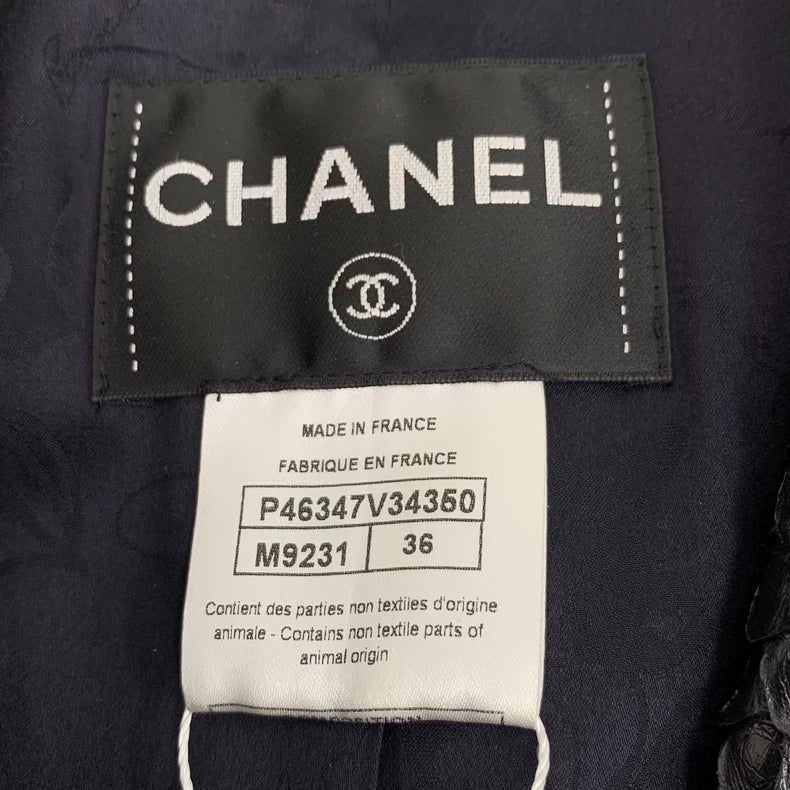 CHANEL
MADE IN FRANCE
FABRIQUE EN FRANCE
P46347V34350
M9231 36
Contient des parties non textiles d'origine
animale - Contains non textile parts of
animal origin